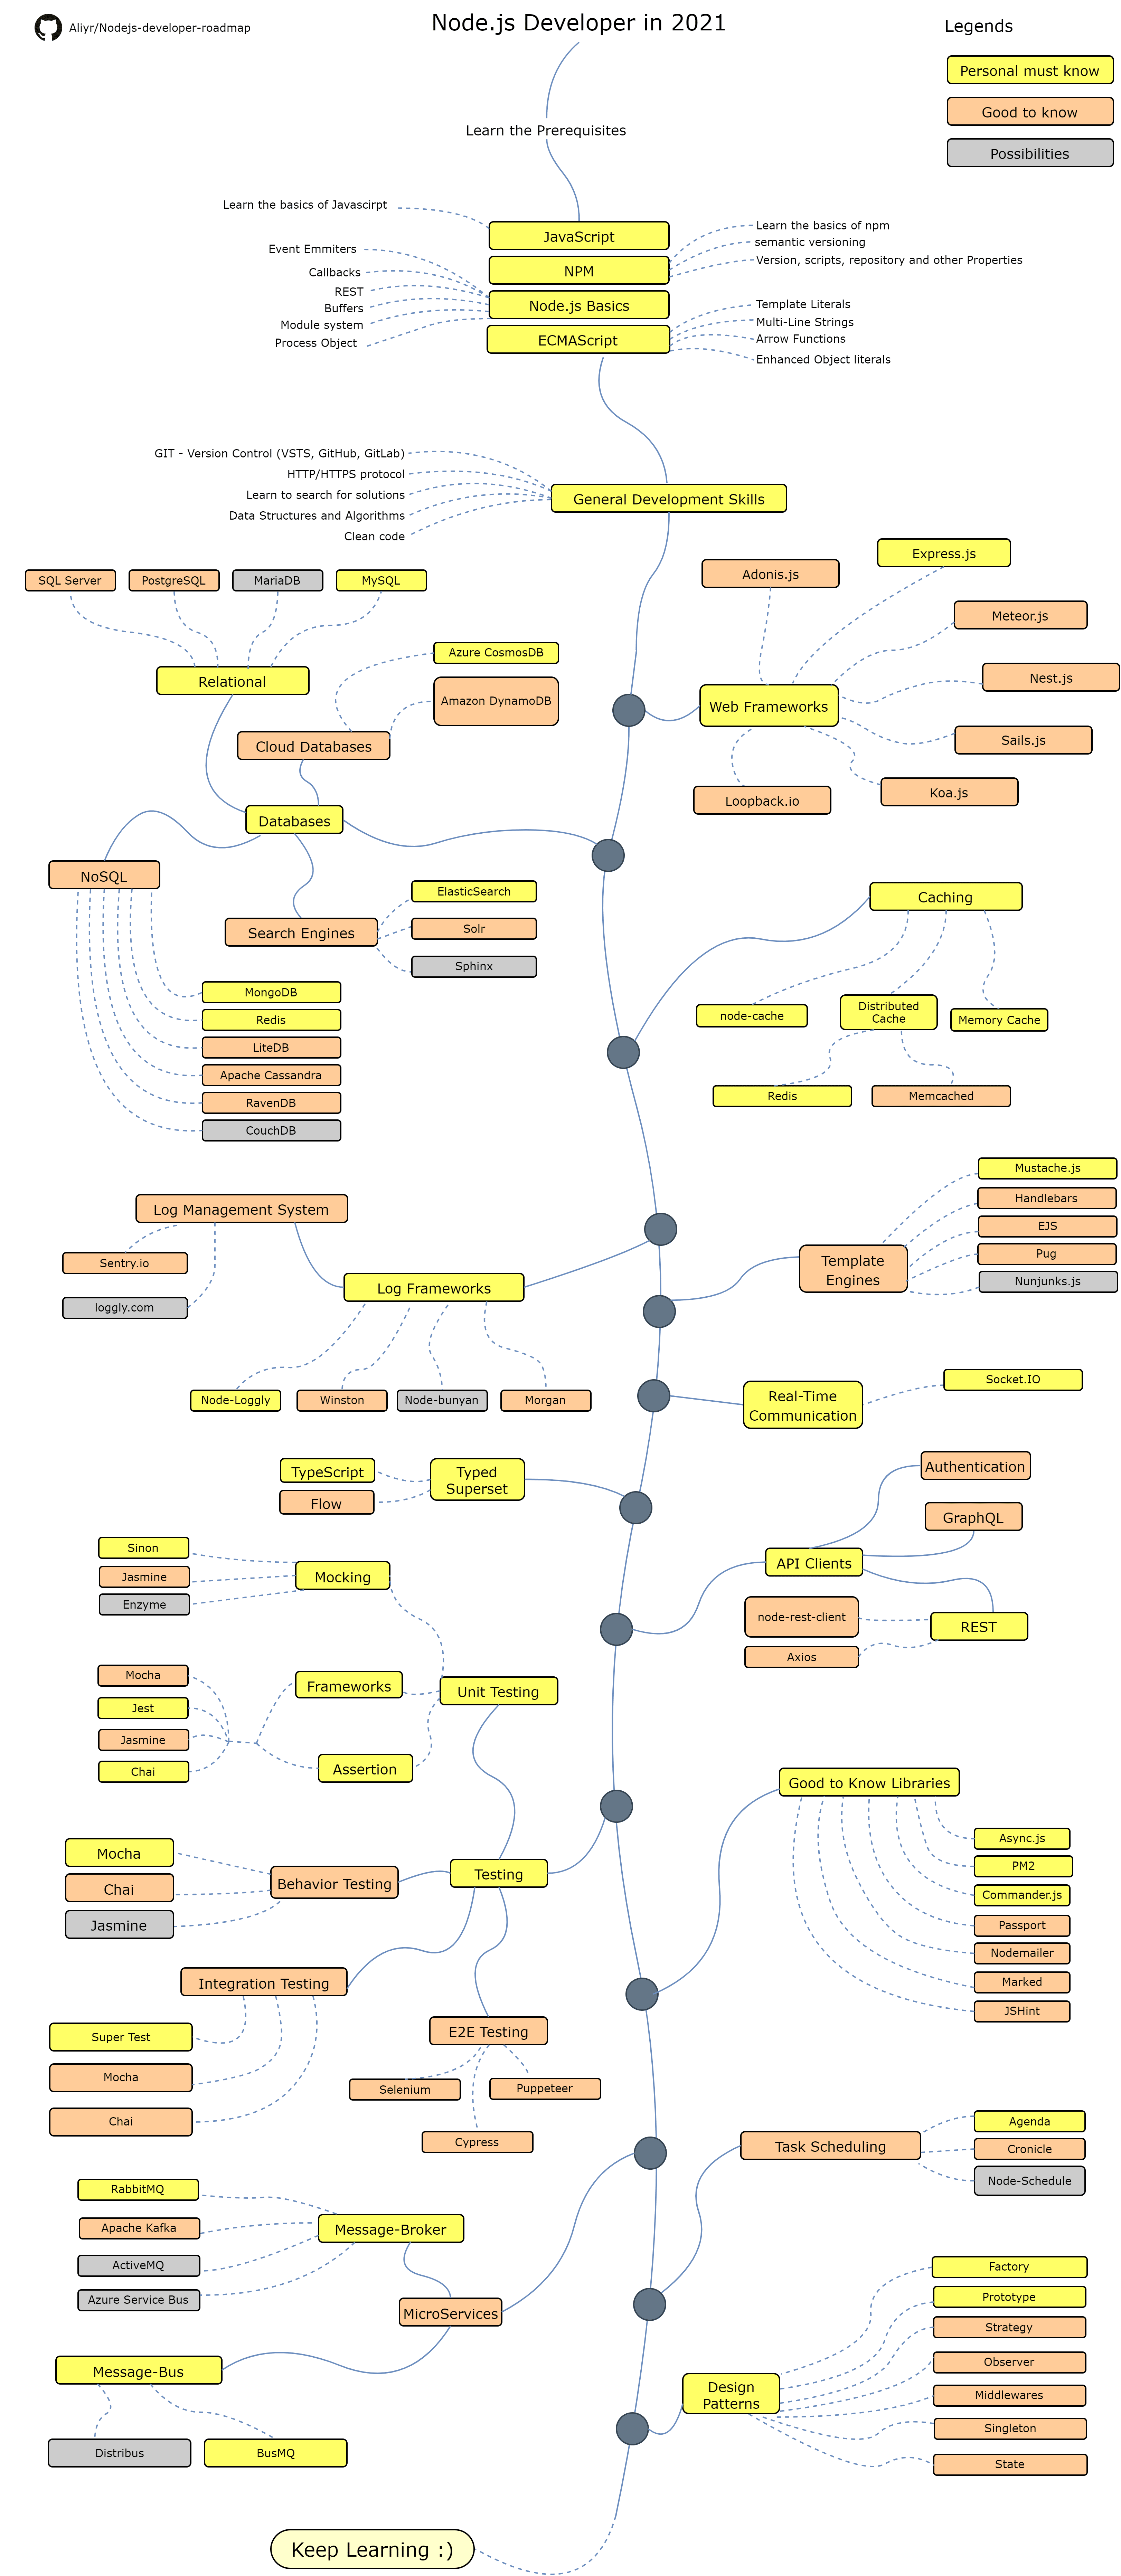 Aliyr/Nodejs-developer-roadmap
Node.js Developer in 2021
Legends
Personal must know
Good to know
Possibilities
Learn the Prerequisites
Learn the basics of Javascirpt
JavaScript
Learn the basics of npm
semantic versioning
Version, scripts, repository and other Properties
NPM
Event Emmiters
Callbacks
REST
Buffers
Module system
Process Object
Node.js Basics
ECMAScript
Template Literals
Multi-Line Strings
Arrow Functions
Enhanced Object literals
GIT - Version Control (VSTS, GitHub, GitLab)
HTTP/HTTPS protocol
Learn to search for solutions
Data Structures and Algorithms
Clean code
General Development Skills
Express.js
Adonis.js
Meteor.js
Nest.js
Web Frameworks
Sails.js
Koa.js
Loopback.io
SQL Server
PostgreSQL
MariaDB
MySQL
Relational
Azure CosmosDB
Amazon DynamoDB
Cloud Databases
Databases
NoSQL
Search Engines
ElasticSearch
Solr
Sphinx
MongoDB
Redis
LiteDB
Apache Cassandra
RavenDB
CouchDB
Caching
node-cache
Distributed
Cache
Memory Cache
Redis
Memcached
Log Management System
Sentry.io
loggly.com
Log Frameworks
Node-Loggly
Winston
Node-bunyan
Morgan
Template
Engines
Mustache.js
Handlebars
EJS
Pug
Nunjunks.js
Real-Time
Communication
Socket.IO
TypeScript
Flow
Typed
Superset
Authentication
GraphQL
API Clients
node-rest-client
REST
Axios
Sinon
Jasmine
Enzyme
Mocking
Mocha
Jest
Jasmine
Chai
Frameworks
Assertion
Unit Testing
Testing
Mocha
Chai
Jasmine
Behavior Testing
Integration Testing
Super Test
Mocha
Chai
E2E Testing
Selenium
Puppeteer
Cypress
Good to Know Libraries
Async.js
PM2
Commander.js
Passport
Nodemailer
Marked
JSHint
Task Scheduling
Agenda
Cronicle
Node-Schedule
RabbitMQ
Apache Kafka
ActiveMQ
Azure Service Bus
Message-Broker
MicroServices
Message-Bus
Distribus
BusMQ
Design
Patterns
Factory
Prototype
Strategy
Observer
Middlewares
Singleton
State
Keep Learning :)